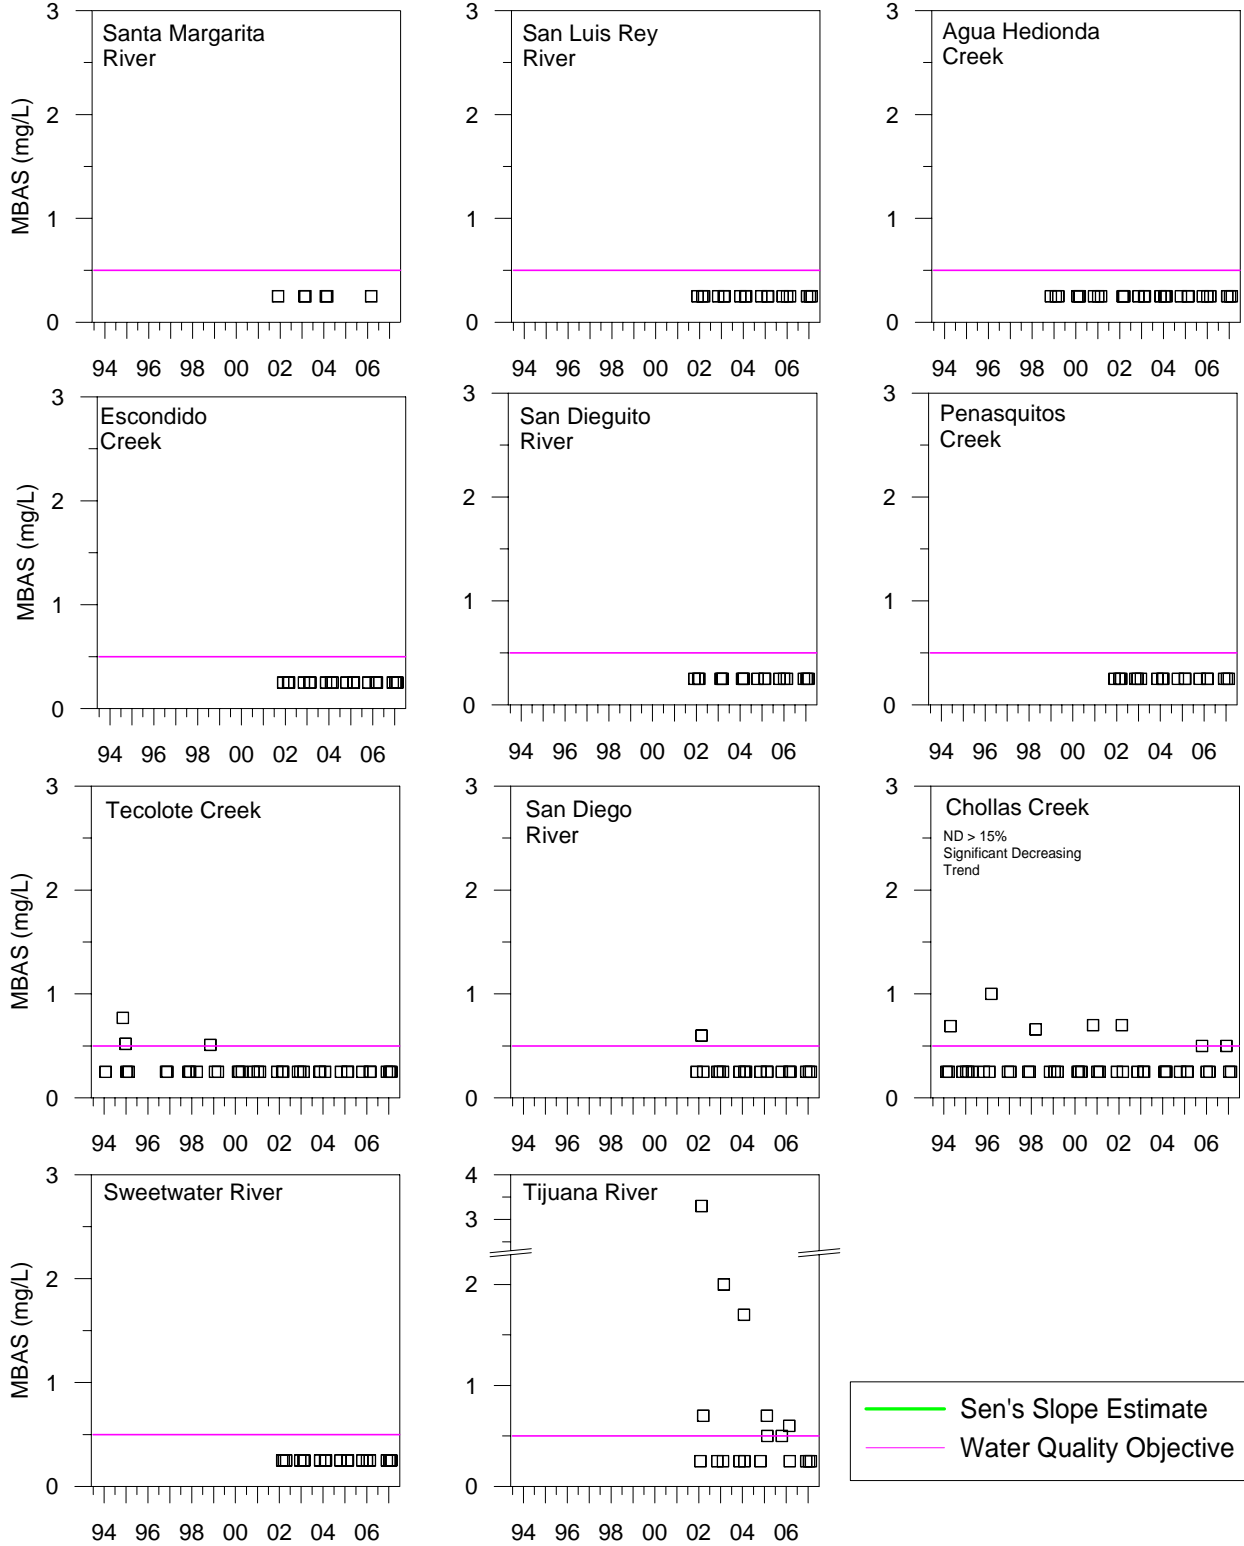 3
2
1
0
MBAS (mg/L)
Santa Margarita
River
94 96 98 00 02 04 06
3
2
1
0
San Luis Rey
River
94 96 98 00 02 04 06
3
2
1
0
Agua Hedionda
Creek
94 96 98 00 02 04 06
3
2
1
0
MBAS (mg/L)
Escondido
Creek
94 96 98 00 02 04 06
3
2
1
0
San Dieguito
River
94 96 98 00 02 04 06
3
2
1
0
Penasquitos
Creek
94 96 98 00 02 04 06
3
2
1
0
MBAS (mg/L)
Tecolote Creek
94 96 98 00 02 04 06
3
2
1
0
San Diego
River
94 96 98 00 02 04 06
3
2
1
0
Chollas Creek
ND > 15%
Significant Decreasing
Trend
94 96 98 00 02 04 06
3
2
1
0
MBAS (mg/L)
Sweetwater River
94 96 98 00 02 04 06
4
3
2
1
0
Tijuana River
94 96 98 00 02 04 06
Sen's Slope Estimate
Water Quality Objective